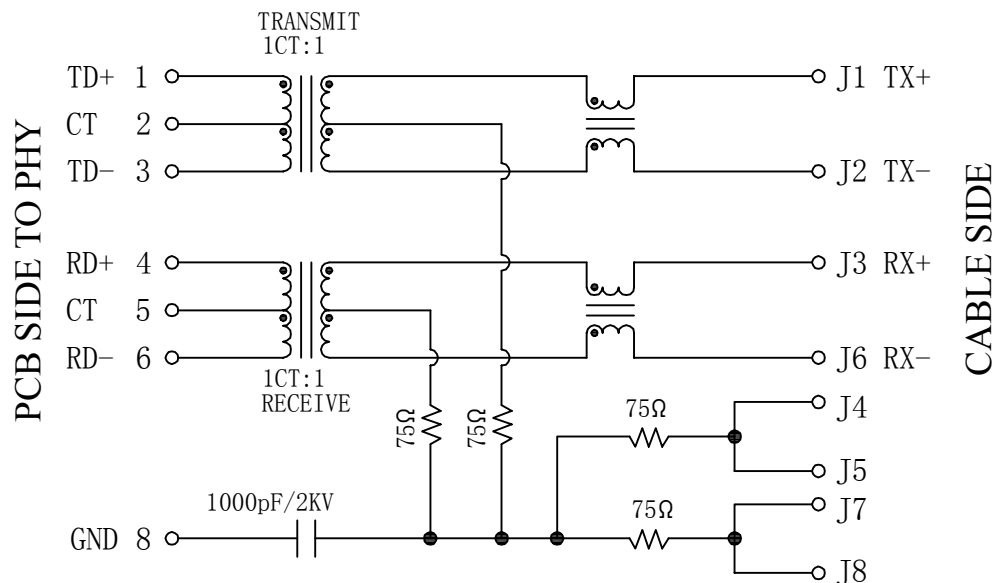 TRANSMIT
1CT:1
TD+ 1
CT 2
TD- 3
J1 TX+
J2 TX-
PCB SIDE TO PHY
CABLE SIDE
RD+ 4
CT 5
RD- 6
J3 RX+
J6 RX-
1CT:1
RECEIVE
75Ω
75Ω
75Ω
J4
J5
1000pF/2KV
75Ω
J7
GND 8
J8